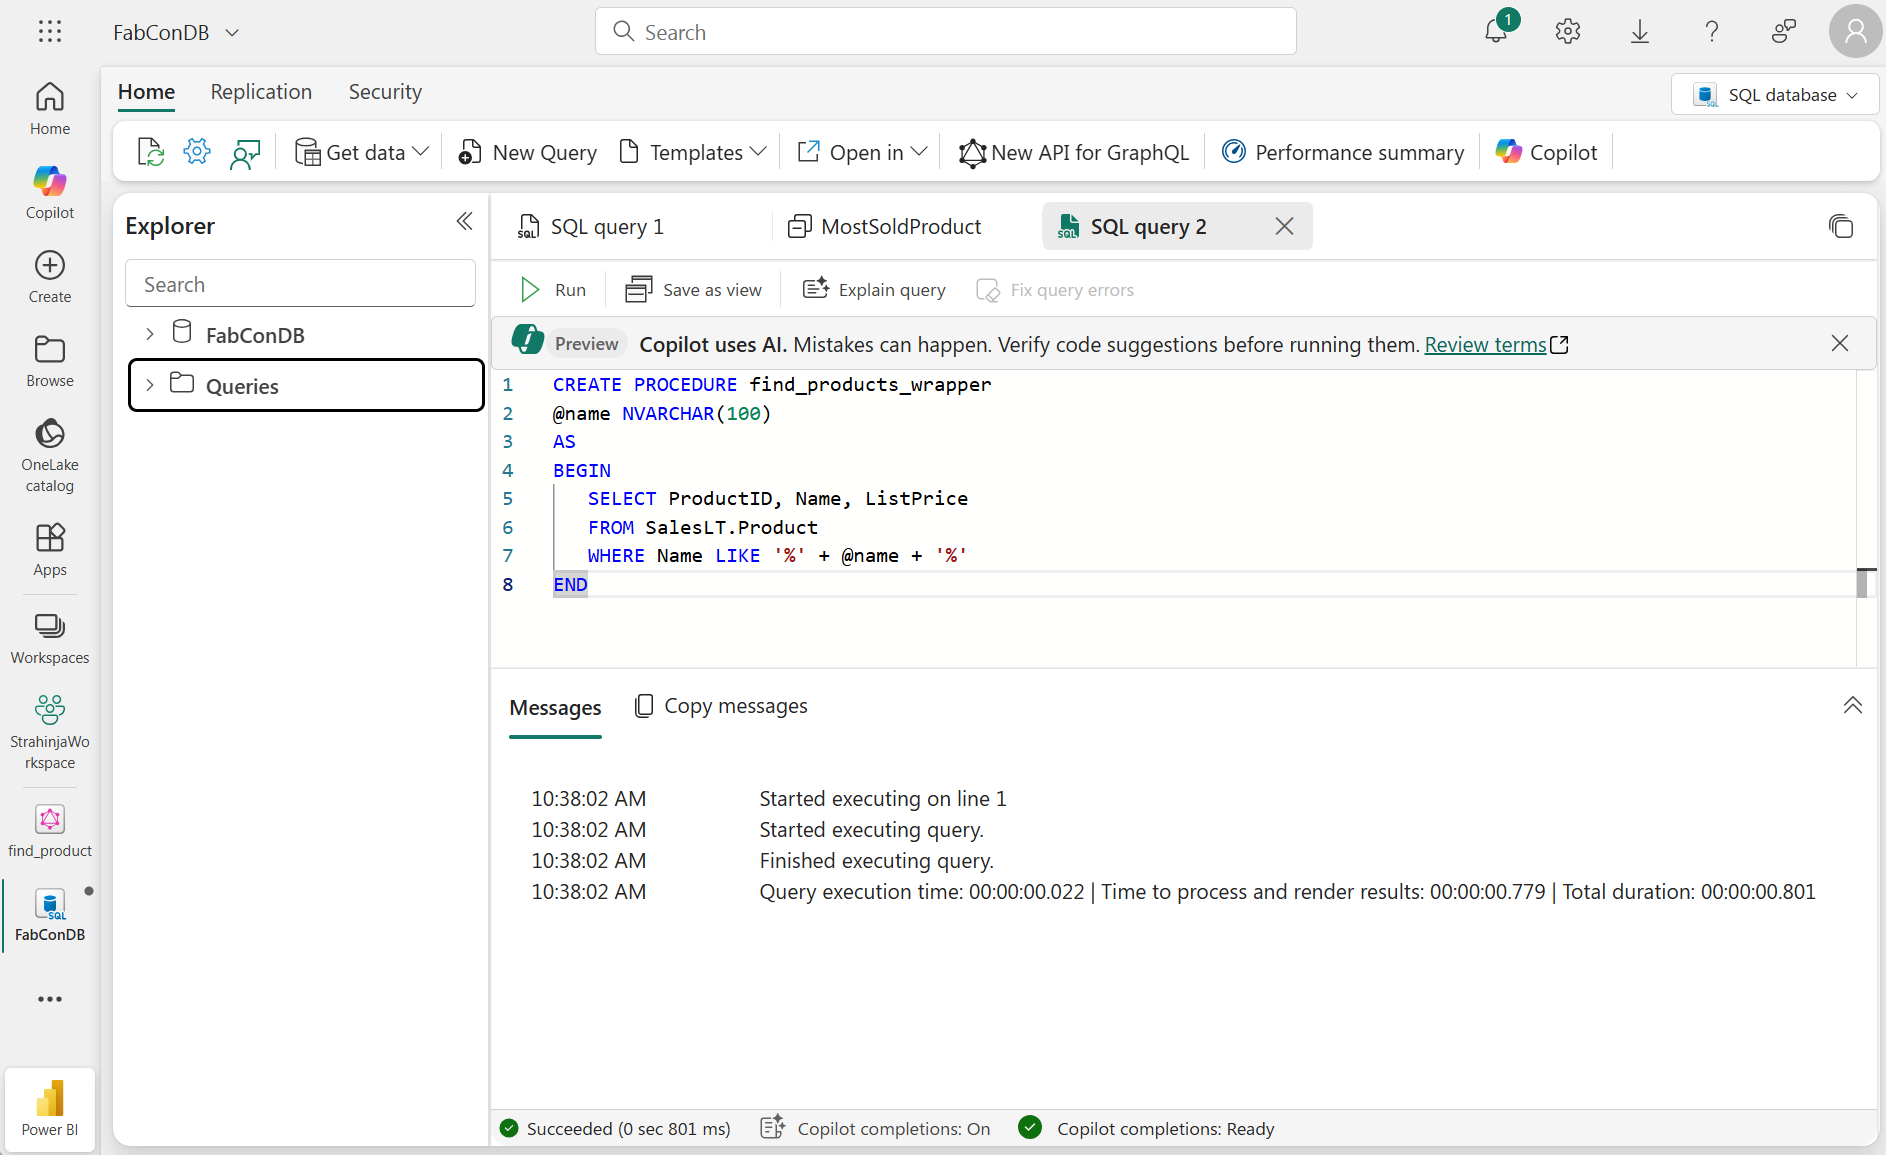 FabConDB
Search
1
Home
Replication
Security
SQL database
Get data
New Query
Templates
Open in
New API for GraphQL
Performance summary
Copilot
Home
Copilot
Create
Browse
OneLake
catalog
Apps
Workspaces
StrahinjaWo
rkspace
find_product
SQL
FabConDB
Power BI
Explorer
Search
FabConDB
Queries
SQL query 1
MostSoldProduct
SQL query 2
Run
Save as view
Explain query
Fix query errors
Preview
Copilot uses AI. Mistakes can happen. Verify code suggestions before running them. Review terms
1 CREATE PROCEDURE find_products_wrapper
2 @name NVARCHAR(100)
3 AS
4 BEGIN
5 SELECT ProductID, Name, ListPrice
6 FROM SalesLT.Product
7 WHERE Name LIKE '%' + @name + '%'
8 END
Messages
Copy messages
10:38:02 AM Started executing on line 1
10:38:02 AM Started executing query.
10:38:02 AM Finished executing query.
10:38:02 AM Query execution time: 00:00:00.022 | Time to process and render results: 00:00:00.779 | Total duration: 00:00:00.801
Succeeded (0 sec 801 ms)
Copilot completions: On
Copilot completions: Ready